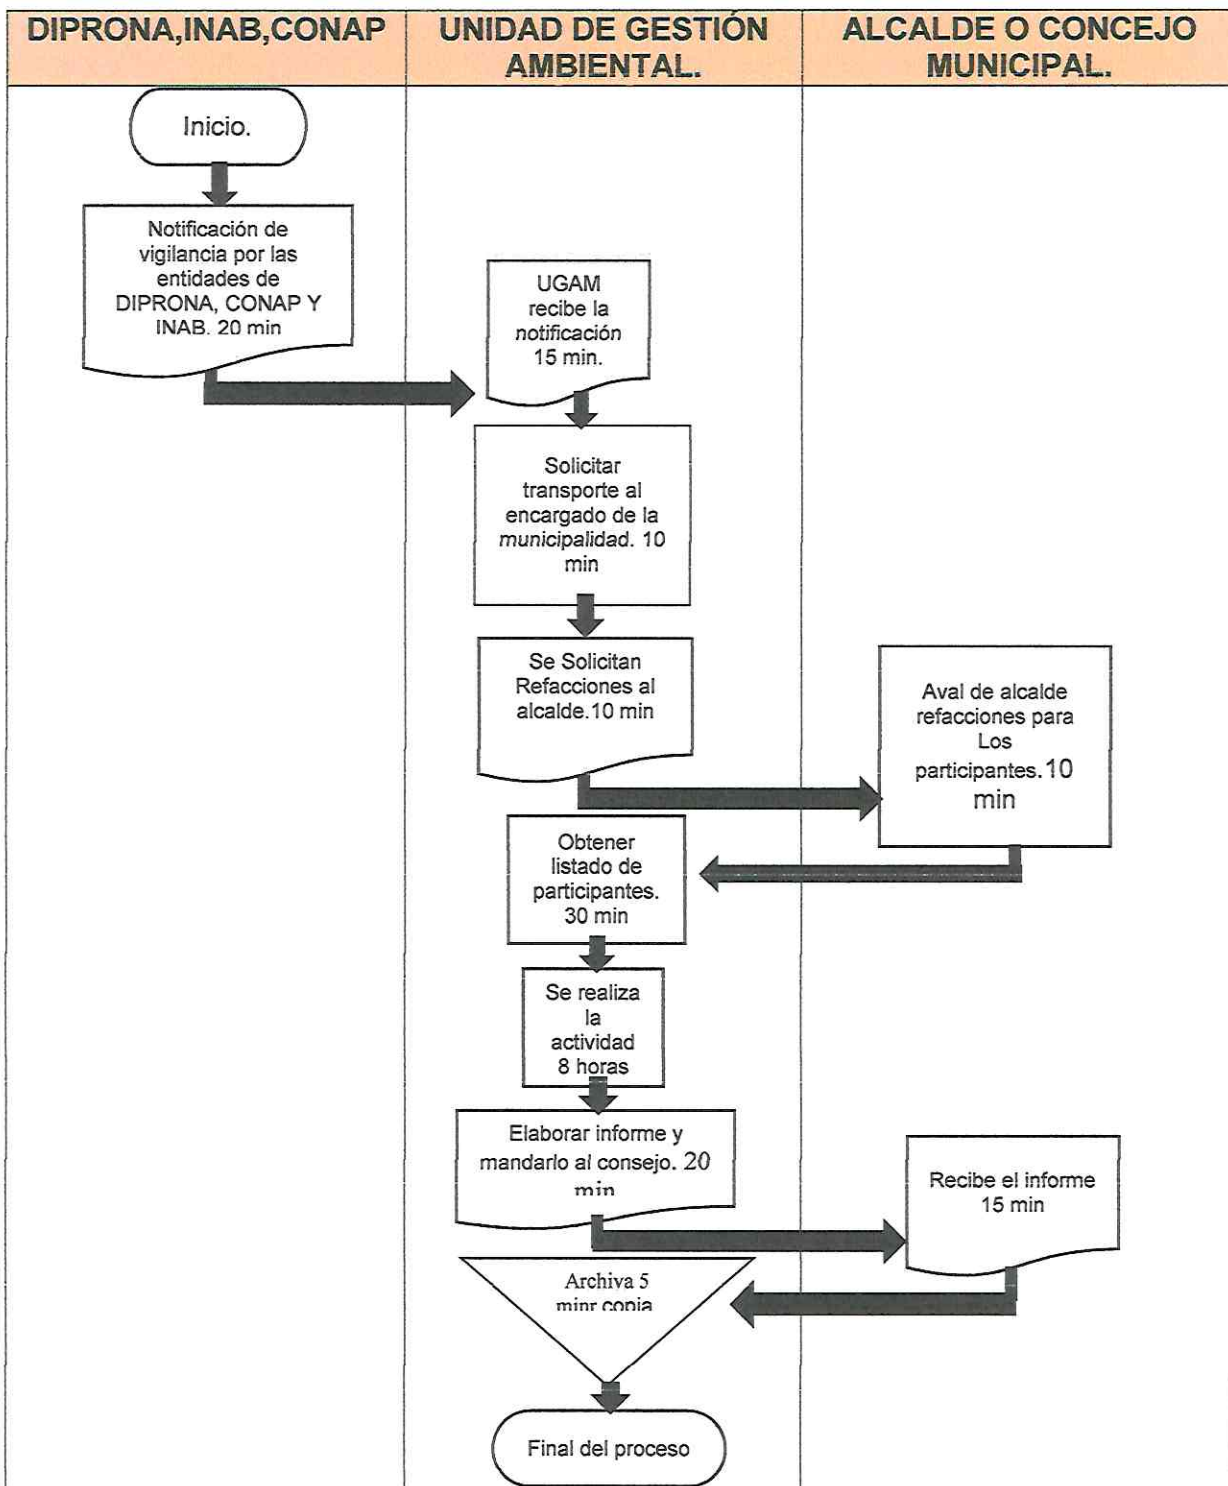 DIPRONA,INAB,CONAP
UNIDAD DE GESTIÓN
AMBIENTAL.
ALCALDE O CONCEJO
MUNICIPAL.
Inicio.
Notificación de
vigilancia por las
entidades de
DIPRONA, CONAP Y
INAB. 20 min
UGAM
recibe la
notificación
15 min.
Solicitar
transporte al
encargado de la
municipalidad. 10
min
Se Solicitan
Refacciones al
alcalde.10 min
Aval de alcalde
refacciones para
Los
participantes.10
min
Obtener
listado de
participantes.
30 min
Se realiza
la
actividad
8 horas
Elaborar informe y
mandarlo al consejo. 20
min
Recibe el informe
15 min
Archiva 5
minr copia
Final del proceso